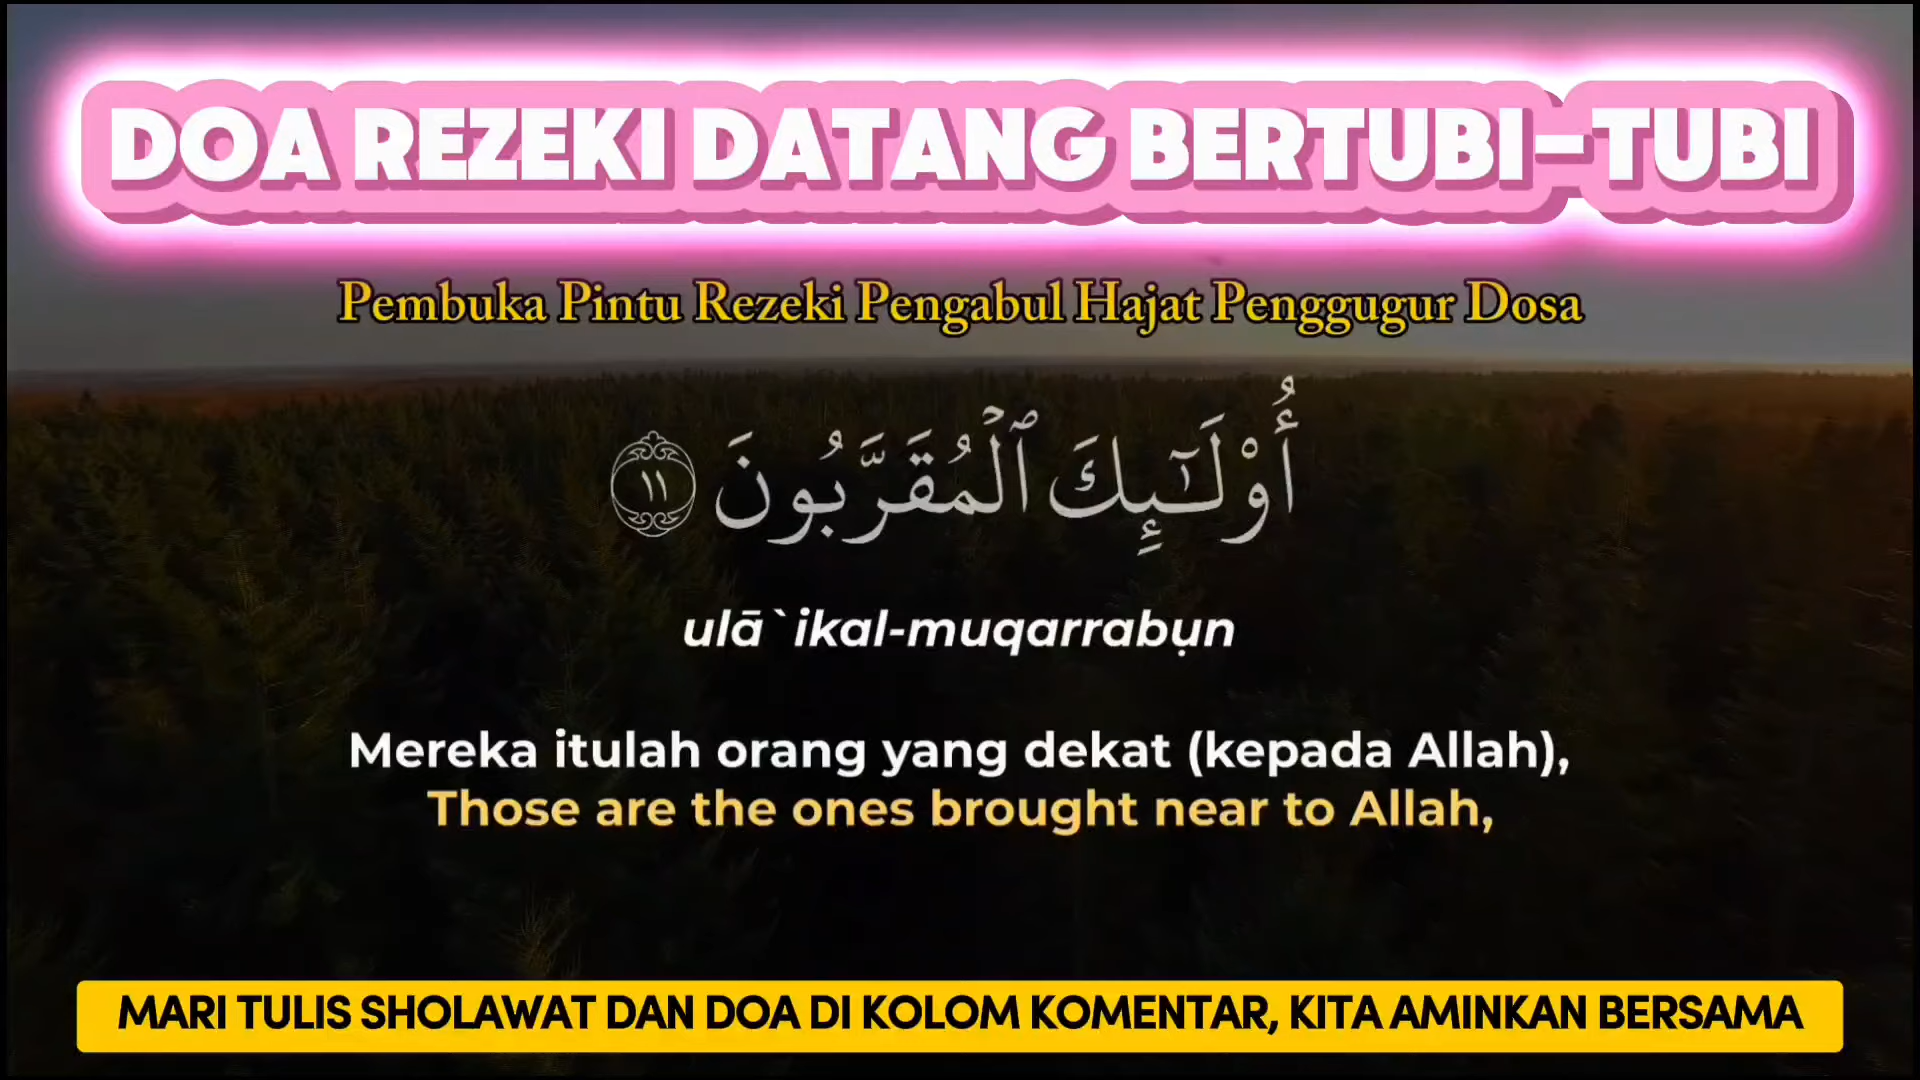 DOA REZEKI DATANG BERTUBI-TUBI
Pembuka Pintu Rezeki Pengabul Hajat Penggugur Dosa
أُو۟لَـٰٓئِكَ ٱلْمُقَرَّبُونَ ١١
ulā`ikal-muqarrabụn
Mereka itulah orang yang dekat (kepada Allah),
Those are the ones brought near to Allah,
MARI TULIS SHOLAWAT DAN DOA DI KOLOM KOMENTAR, KITA AMINKAN BERSAMA